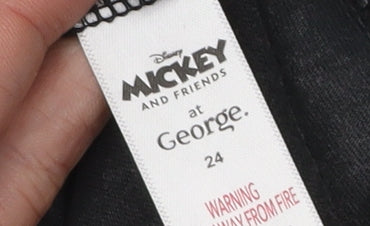 Disney
MICKEY
AND FRIENDS
at
George.
24
WARNING
AWAY FROM FIRE